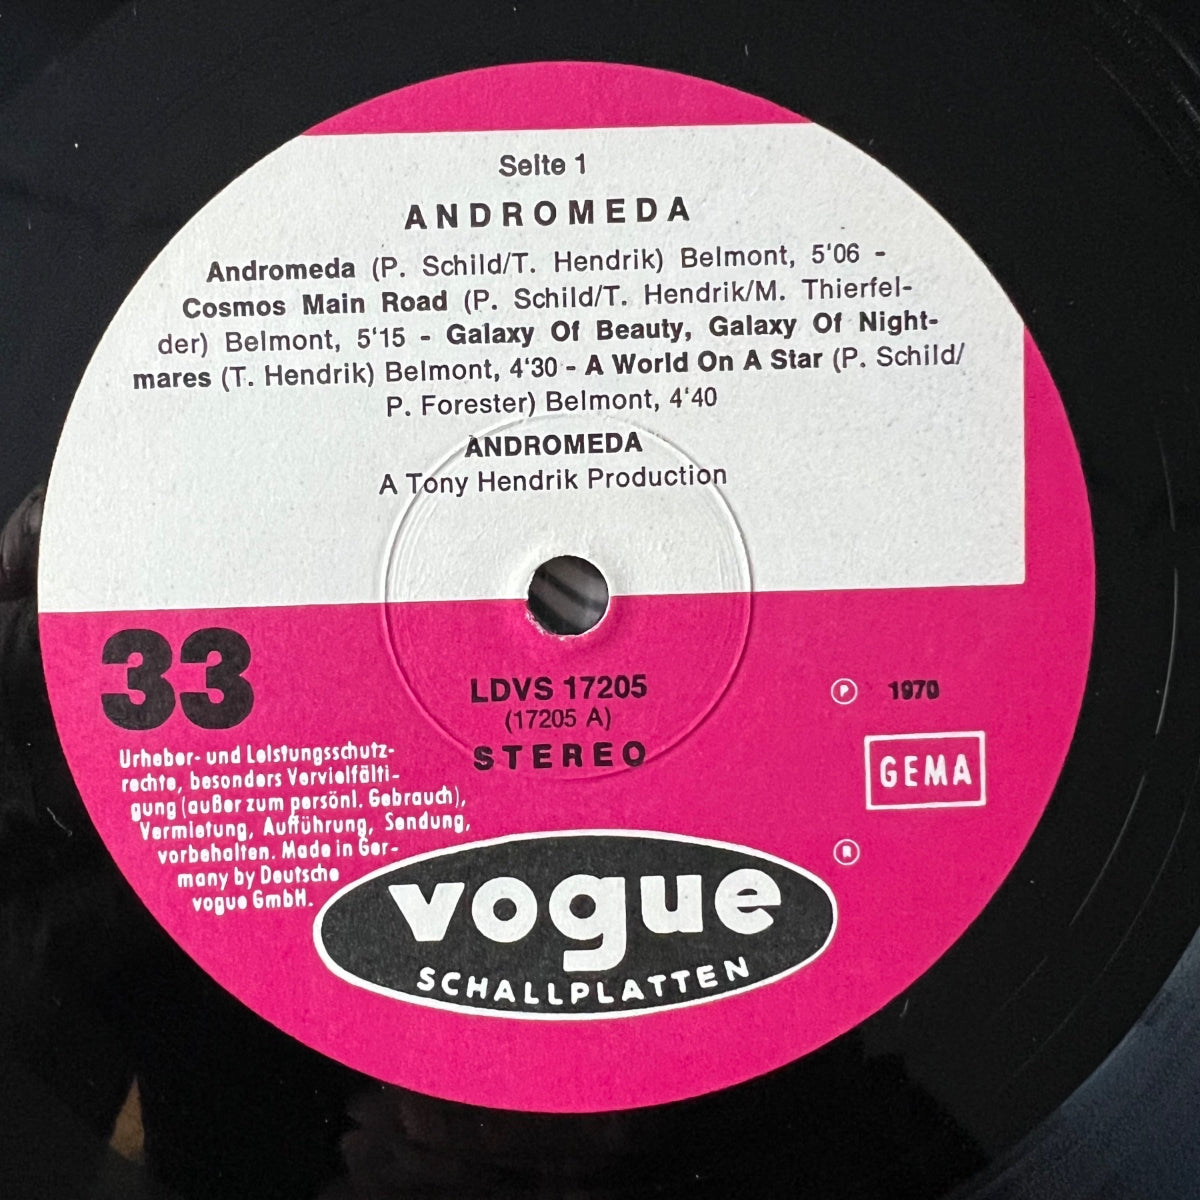 Seite 1
ANDROMEDA
Andromeda (P. Schild/T. Hendrik) Belmont, 5'06 -
Cosmos Main Road (P. Schild/T. Hendrik/M. Thierfel-
der) Belmont, 5'15 - Galaxy Of Beauty, Galaxy Of Night-
mares (T. Hendrik) Belmont, 4'30 - A World On A Star (P. Schild/
P. Forester) Belmont, 4'40
ANDROMEDA
A Tony Hendrik Production
33
LDVS 17205
(17205 A)
STEREO
Ⓟ 1970
GEMA
Urheber- und Leistungsschutz-
rechte, besonders Vervielfälti-
gung (außer zum persönl. Gebrauch),
Vermietung, Aufführung, Sendung,
vorbehalten. Made in Ger-
many by Deutsche
vogue GmbH.
®
vogue
SCHALLPLATTEN